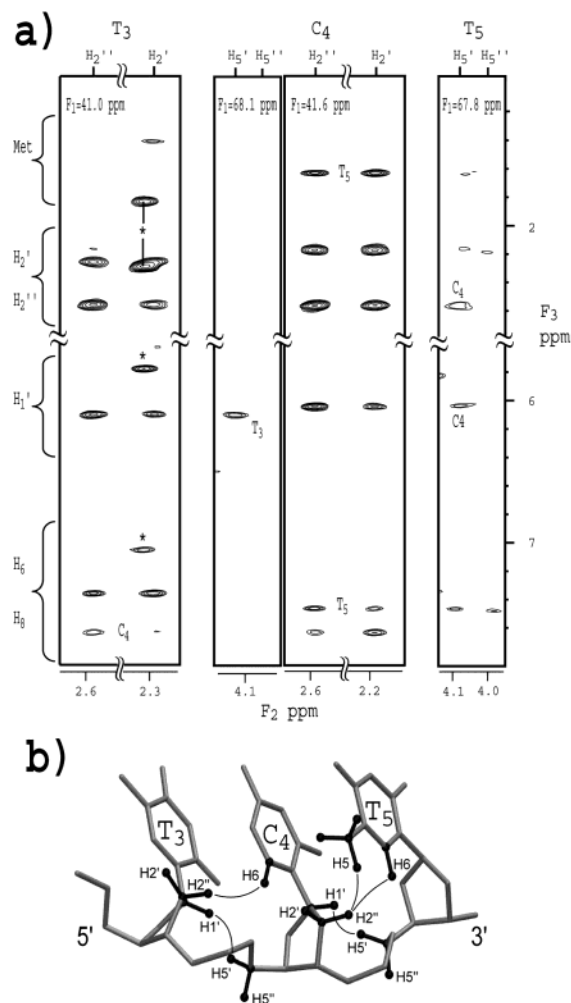 a)
T3 C4 T5
H2'' H2' H5' H5'' H2'' H2' H5' H5''
F1=41.0 ppm F1=68.1 ppm F1=41.6 ppm F1=67.8 ppm
Met
T5
*
2
H2'
H2''
C4
F3
ppm
*
H1'
6
T3
C4
*
7
H6
T5
H8
C4
2.6 2.3 4.1 2.6 2.2 4.1 4.0
F2 ppm
b)
T3 C4 T5
H2' H2'' H6 H5 H6
H1' H2' H1' H2''
5' H5' H5' 3'
H5'' H5''